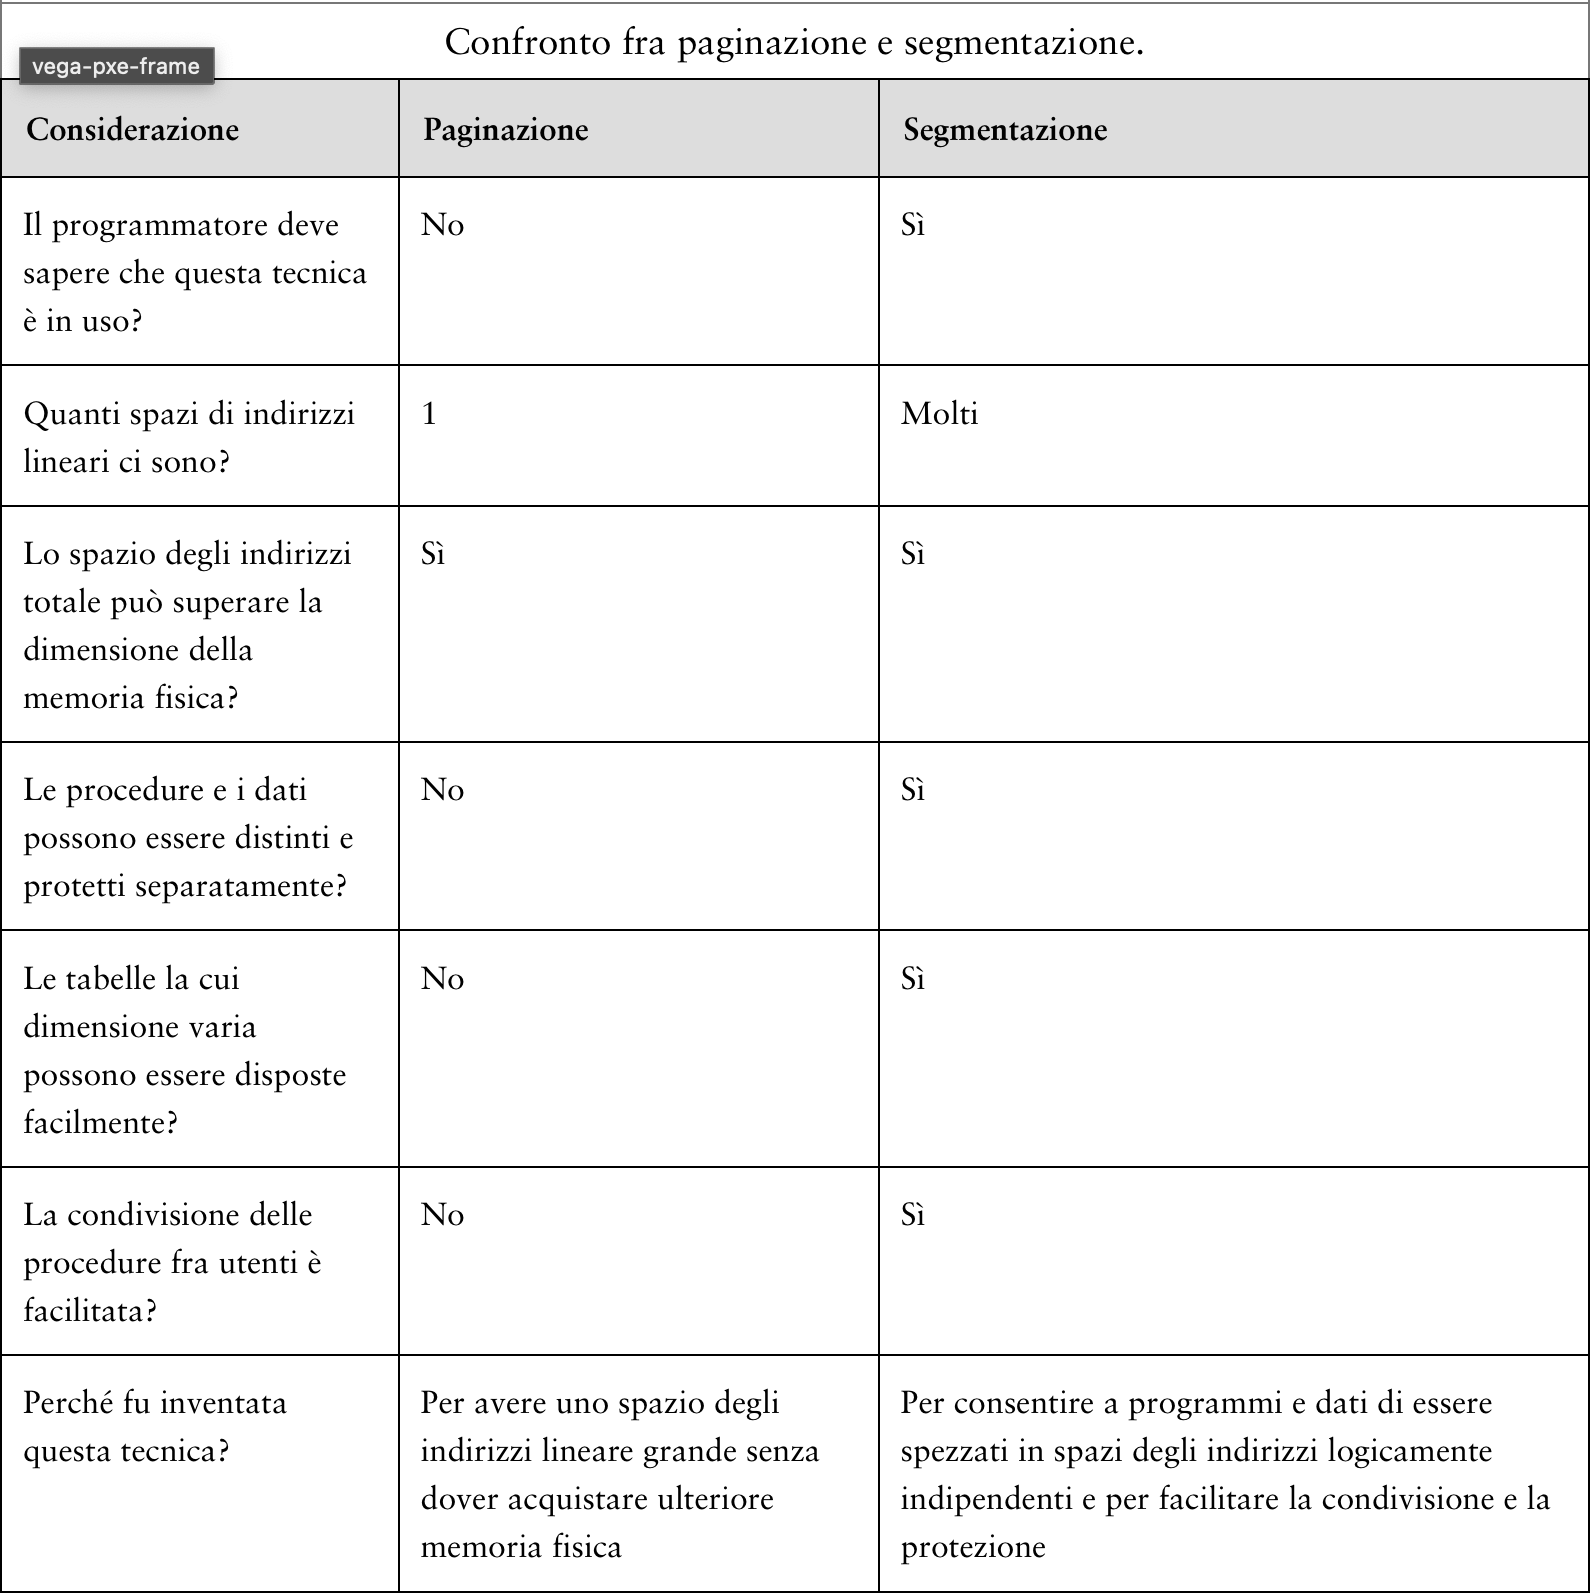 Confronto fra paginazione e segmentazione.
vega-pxe-frame
Considerazione
Paginazione
Segmentazione
Il programmatore deve
sapere che questa tecnica
è in uso?
No
Sì
Quanti spazi di indirizzi
lineari ci sono?
1
Molti
Lo spazio degli indirizzi
totale può superare la
dimensione della
memoria fisica?
Sì
Sì
Le procedure e i dati
possono essere distinti e
protetti separatamente?
No
Sì
Le tabelle la cui
dimensione varia
possono essere disposte
facilmente?
No
Sì
La condivisione delle
procedure fra utenti è
facilitata?
No
Sì
Perché fu inventata
questa tecnica?
Per avere uno spazio degli
indirizzi lineare grande senza
dover acquistare ulteriore
memoria fisica
Per consentire a programmi e dati di essere
spezzati in spazi degli indirizzi logicamente
indipendenti e per facilitare la condivisione e la
protezione